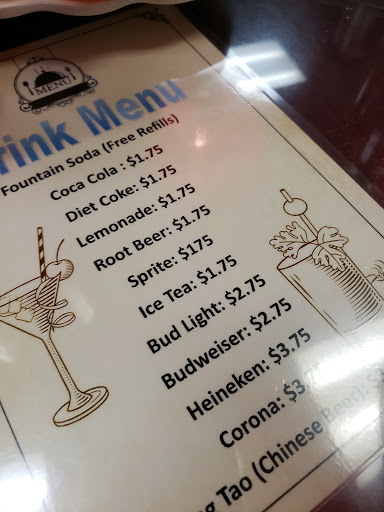 MENU
rink Menu
Fountain Soda (Free Refills)
Coca Cola : $1.75
Diet Coke: $1.75
Lemonade: $1.75
Root Beer: $1.75
Sprite: $175
Ice Tea: $1.75
Bud Light: $2.75
Budweiser: $2.75
Heineken: $3.75
Corona: $3.
g Tao (Chinese Beer): $3